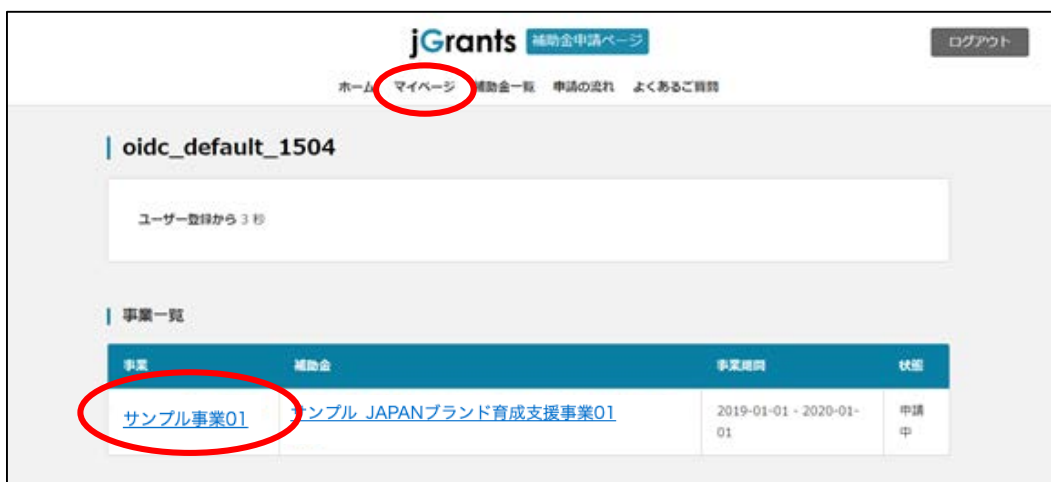 jGrants 補助金申請ページ
ログアウト
ホーム マイページ 補助金一覧 申請の流れ よくあるご質問
oidc_default_1504
ユーザー登録から 3 秒
事業一覧
事業 補助金 事業期間 状態
サンプル事業01 サンプル JAPANブランド育成支援事業01 2019-01-01 - 2020-01-
01 申請
中